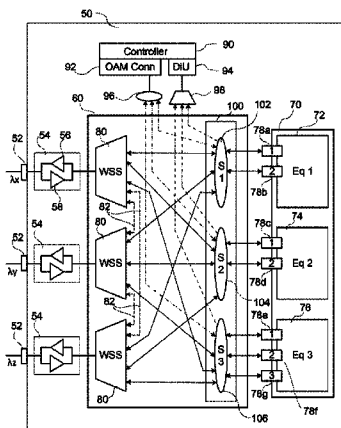 50
Controller
90
92
OAM Conn
DiU
94
96
98
60
100
102
70
72
52
54
56
80
78a
λx
58
WSS
S
1
1
2
Eq 1
82
78b
52
54
80
78c
74
λy
WSS
S
2
1
2
Eq 2
82
78d
104
52
54
78e
78
λz
WSS
S
3
1
2
3
Eq 3
80
78g
78f
106